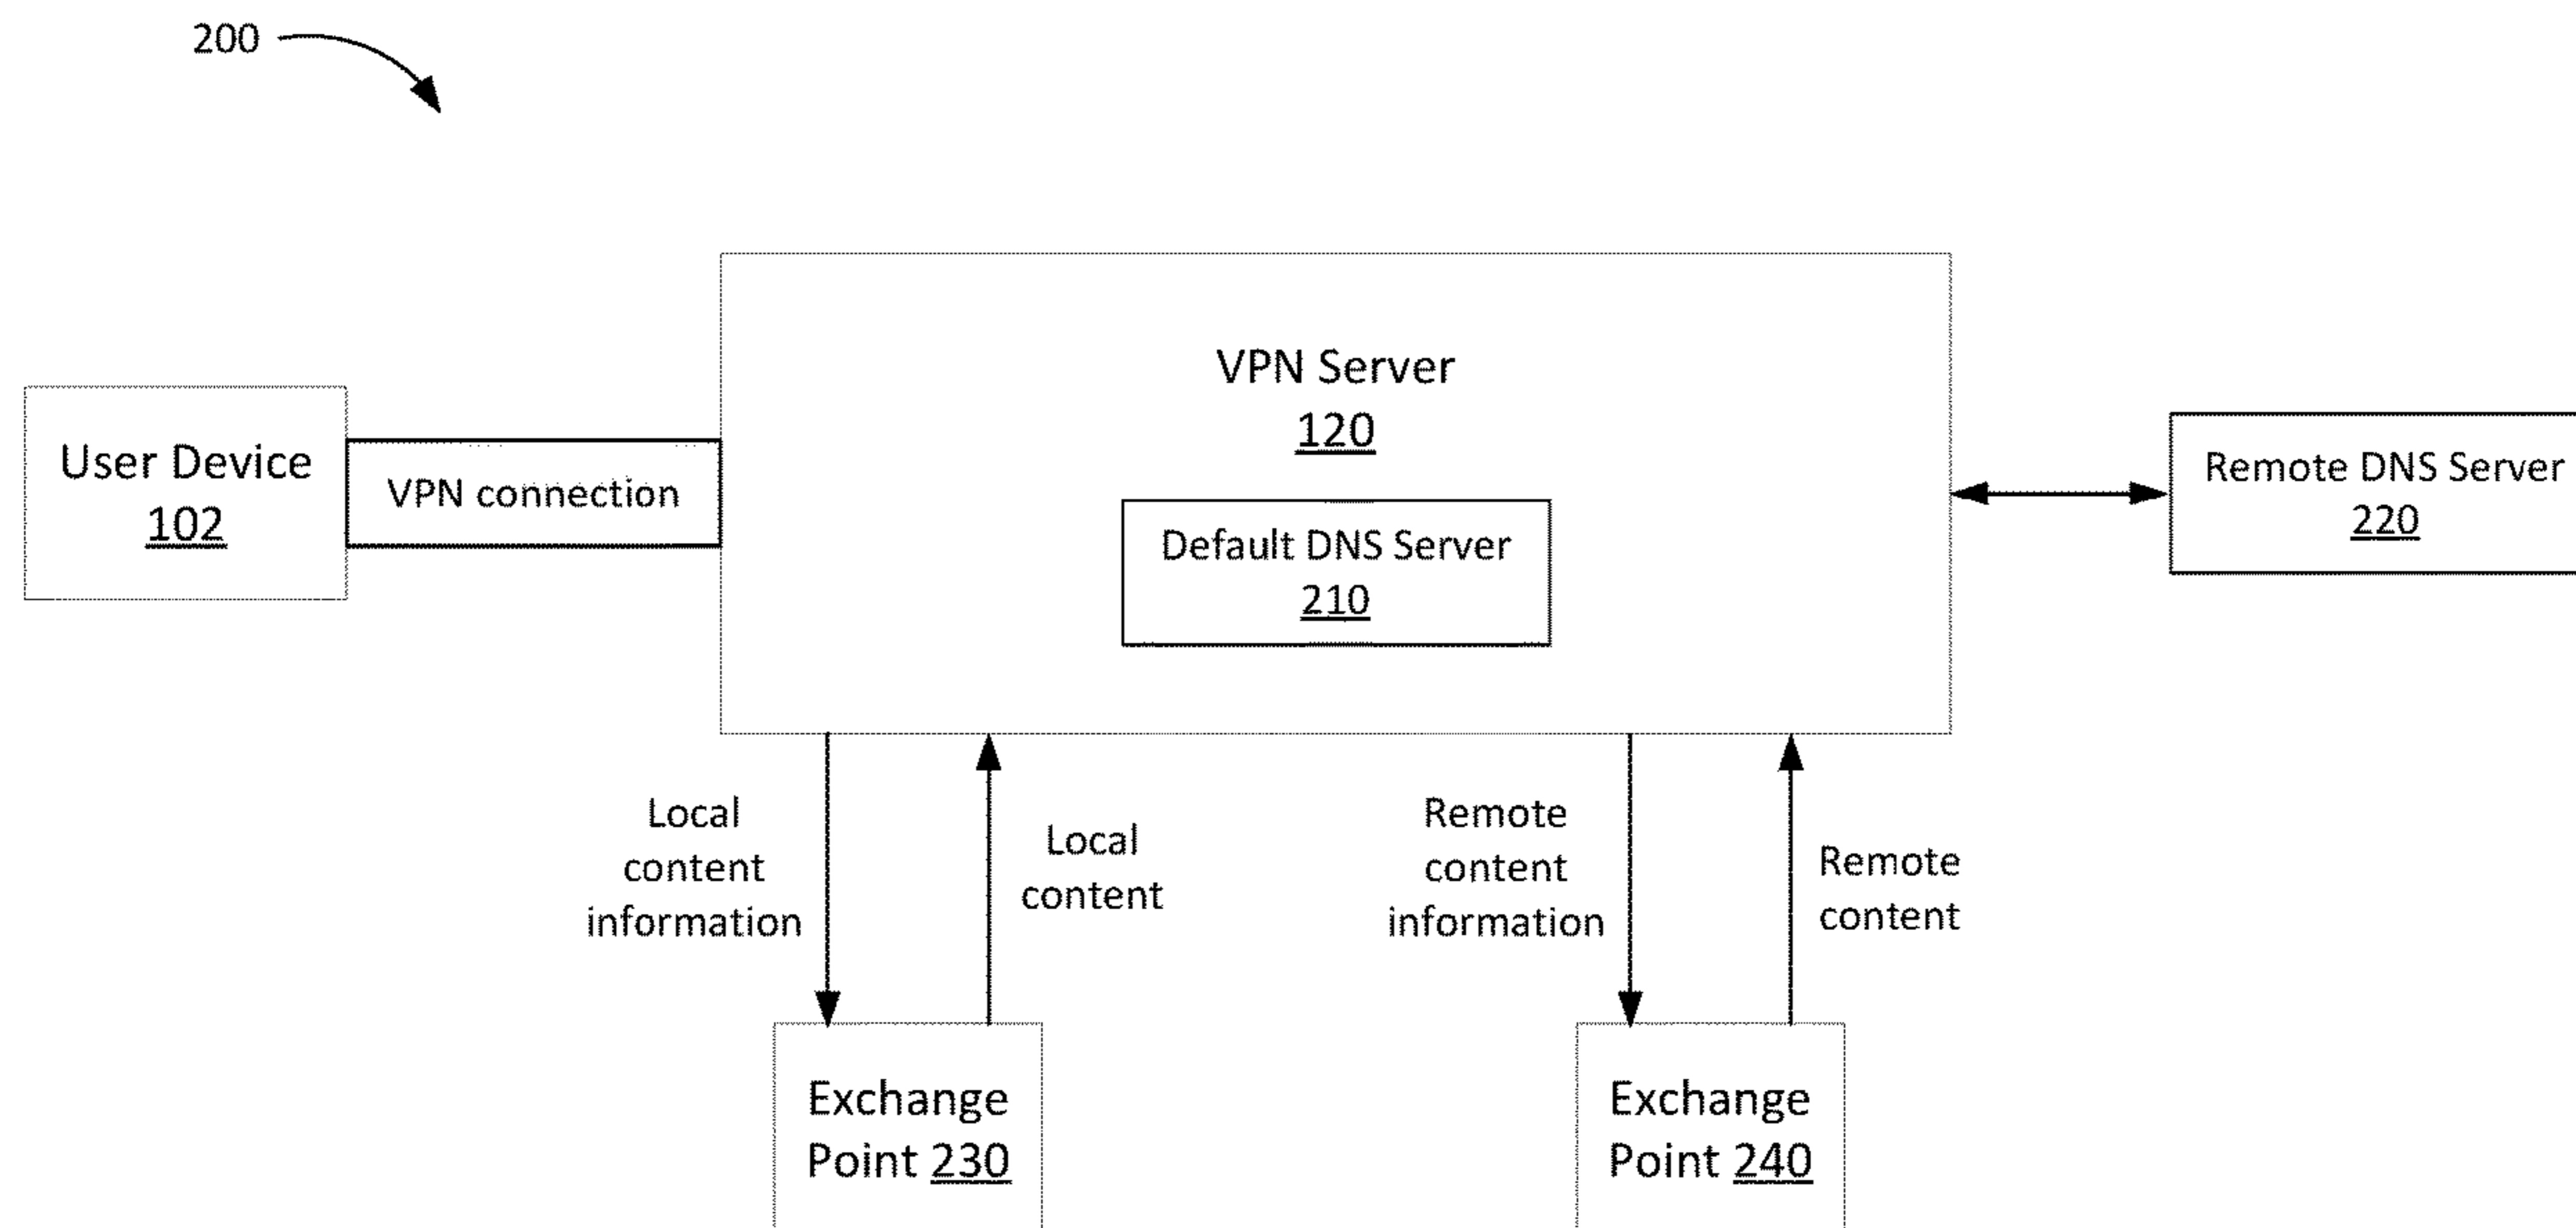 200
VPN Server
120
User Device
102
VPN connection
Default DNS Server
210
Remote DNS Server
220
Local
content
information
Local
content
Remote
content
information
Remote
content
Exchange
Point 230
Exchange
Point 240